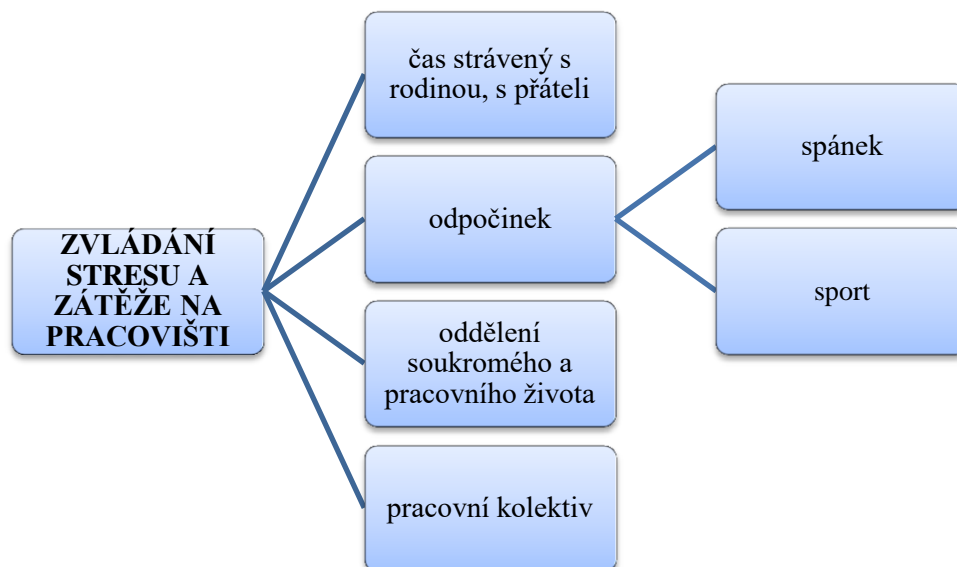 ZVLÁDÁNÍ
STRESU A
ZÁTĚŽE NA
PRACOVIŠTI
čas strávený s
rodinou, s přáteli
odpočinek
spánek
sport
oddělení
soukromého a
pracovního života
pracovní kolektiv